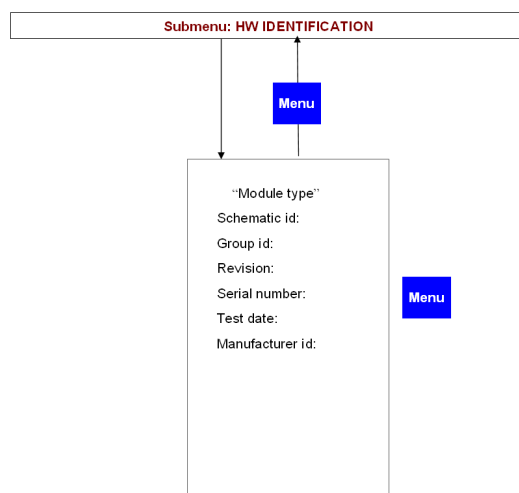 Submenu: HW IDENTIFICATION
Menu
“Module type”
Schematic id:
Group id:
Revision:
Serial number:
Menu
Test date:
Manufacturer id: